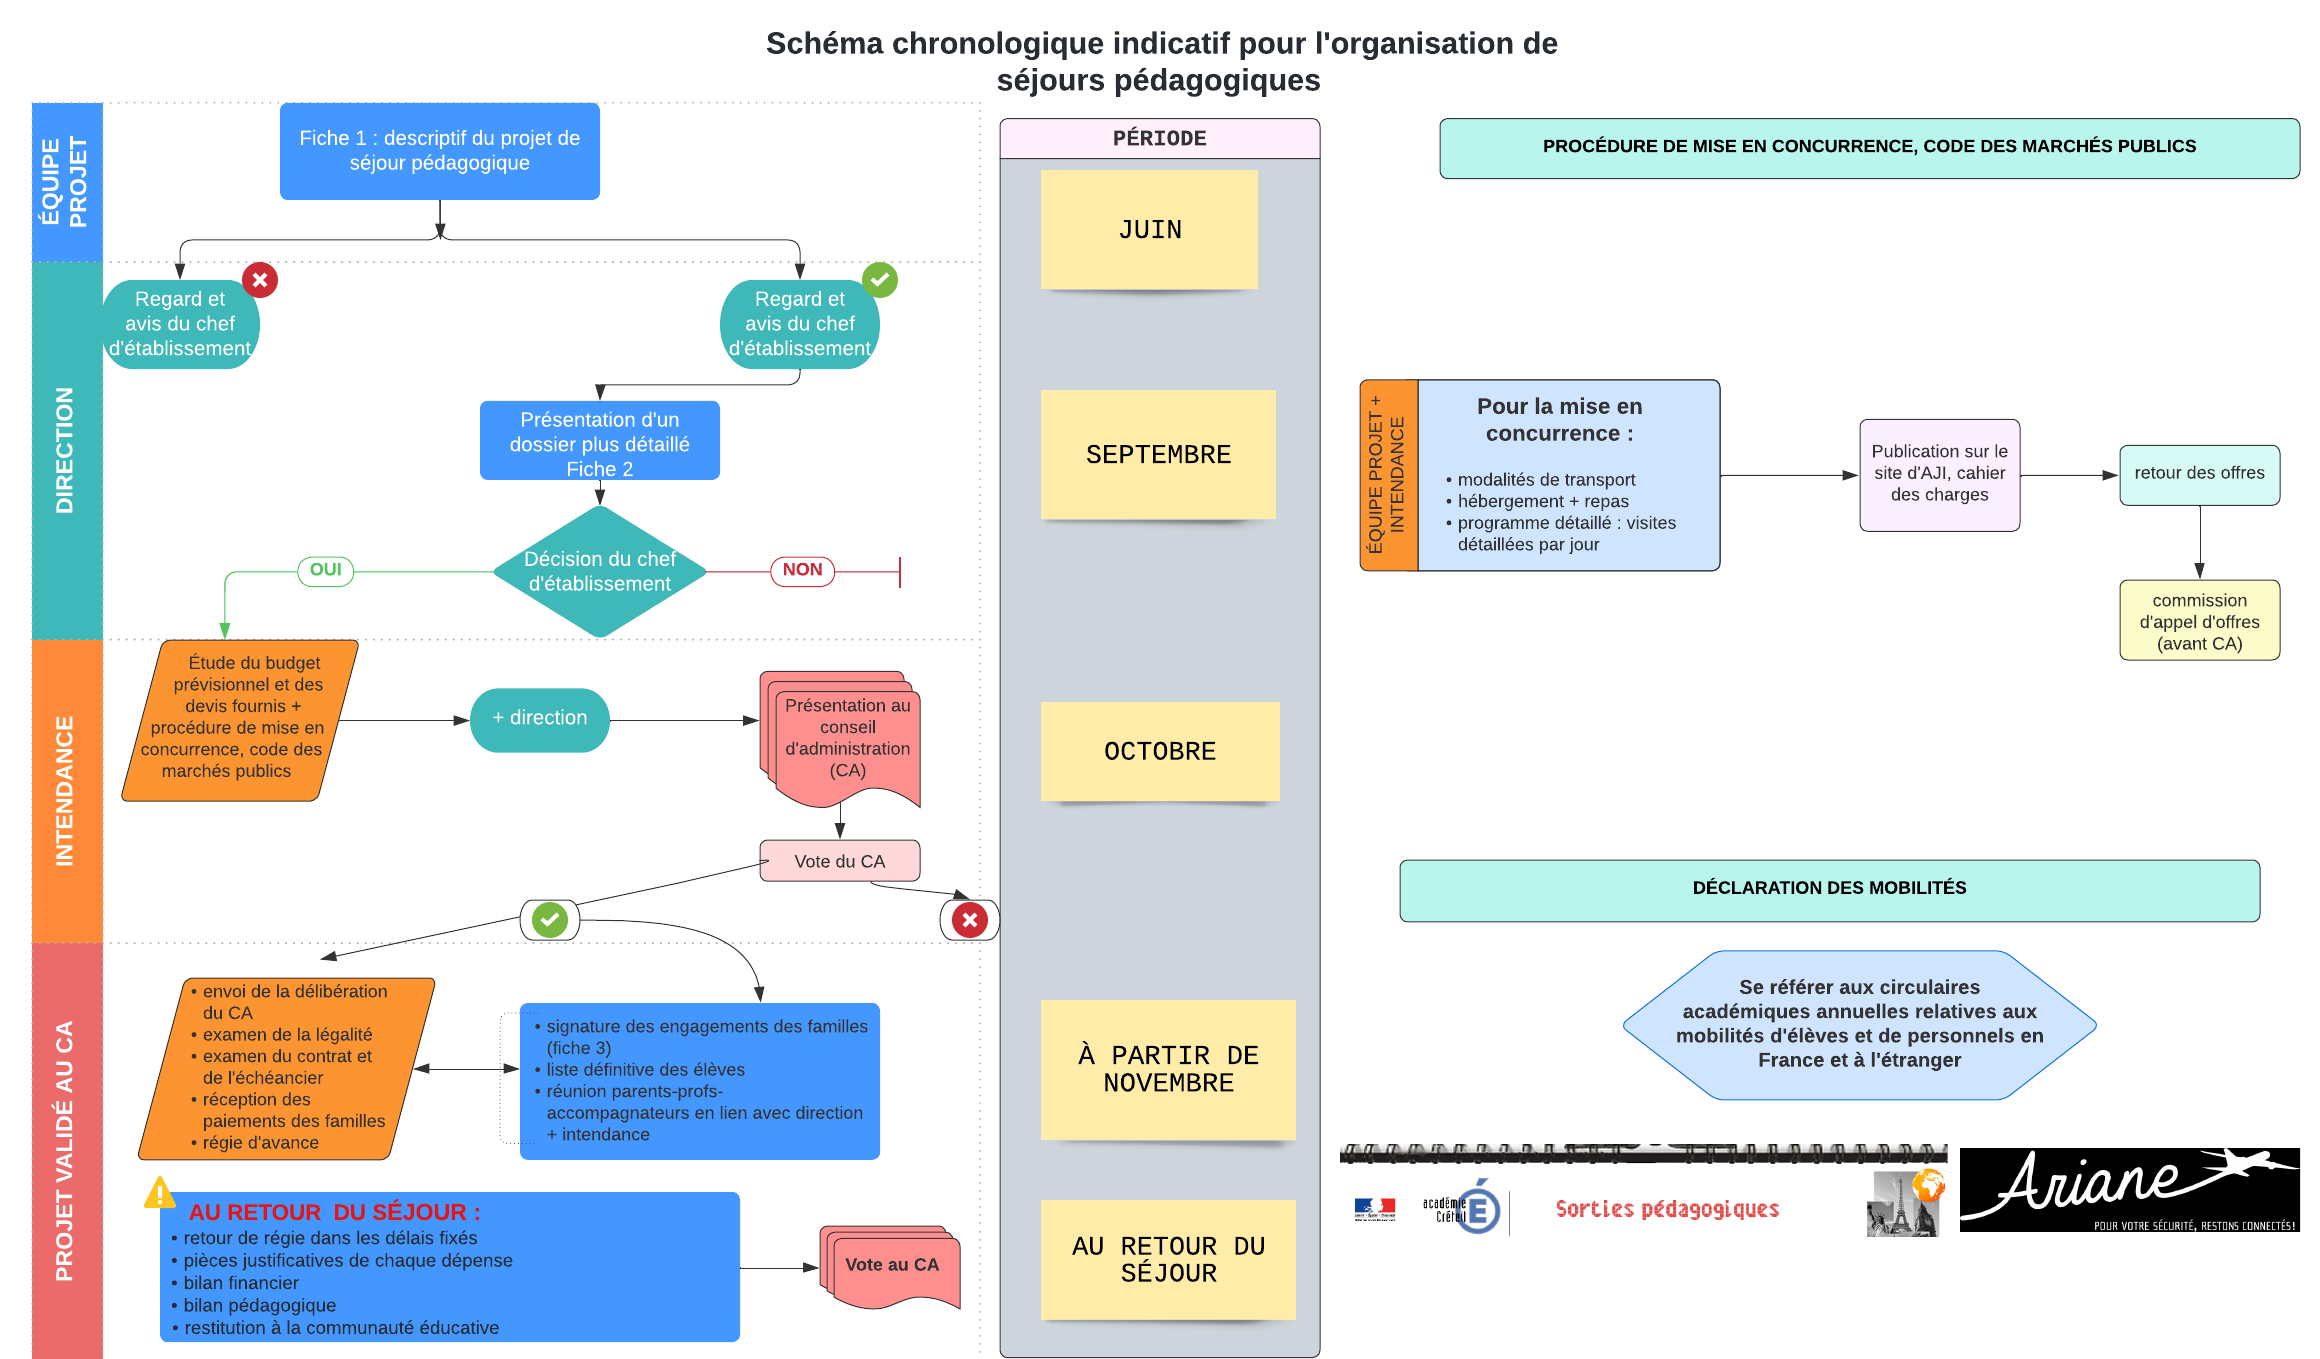 Schéma chronologique indicatif pour l'organisation de
séjours pédagogiques
ÉQUIPE
PROJET
Fiche 1 : descriptif du projet de
séjour pédagogique
DIRECTION
Regard et
avis du chef
d'établissement
Regard et
avis du chef
d'établissement
Présentation d'un
dossier plus détaillé
Fiche 2
Décision du chef
d'établissement
OUI
NON
INTENDANCE
Étude du budget
prévisionnel et des
devis fournis +
procédure de mise en
concurrence, code des
marchés publics
+ direction
Présentation au
conseil
d'administration
(CA)
Vote du CA
PROJET VALIDÉ AU CA
• envoi de la délibération
du CA
• examen de la légalité
• examen du contrat et
de l'échéancier
• réception des
paiements des familles
• régie d'avance
• signature des engagements des familles
(fiche 3)
• liste définitive des élèves
• réunion parents-profs-
accompagnateurs en lien avec direction
+ intendance
AU RETOUR DU SÉJOUR :
• retour de régie dans les délais fixés
• pièces justificatives de chaque dépense
• bilan financier
• bilan pédagogique
• restitution à la communauté éducative
Vote au CA
PÉRIODE
JUIN
SEPTEMBRE
OCTOBRE
À PARTIR DE
NOVEMBRE
AU RETOUR DU
SÉJOUR
PROCÉDURE DE MISE EN CONCURRENCE, CODE DES MARCHÉS PUBLICS
ÉQUIPE PROJET +
INTENDANCE
Pour la mise en
concurrence :
• modalités de transport
• hébergement + repas
• programme détaillé : visites
détaillées par jour
Publication sur le
site d'AJI, cahier
des charges
retour des offres
commission
d'appel d'offres
(avant CA)
DÉCLARATION DES MOBILITÉS
Se référer aux circulaires
académiques annuelles relatives aux
mobilités d'élèves et de personnels en
France et à l'étranger
académie
Créteil
Sorties pédagogiques
Ariane
POUR VOTRE SÉCURITÉ, RESTONS CONNECTÉS!